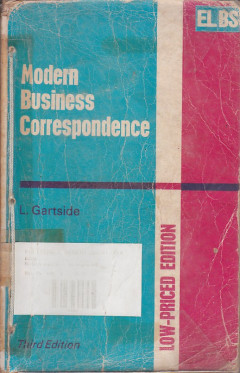 ELBS
Modern
Business
Correspondence
L. Gartside
LOW-PRICED EDITION
Third Edition